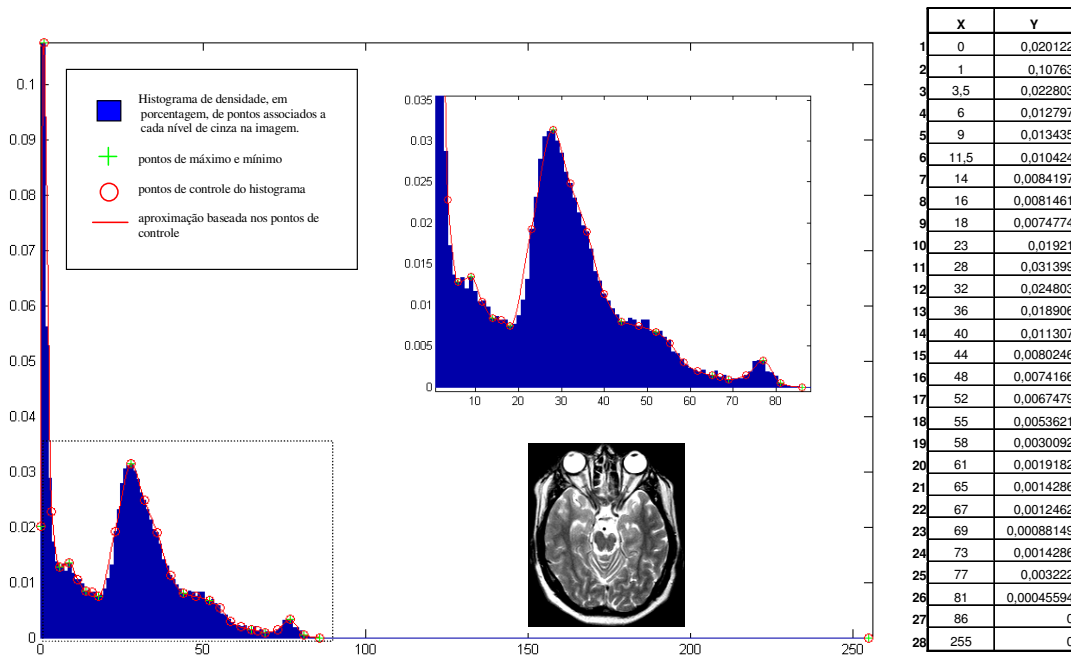 0 50 100 150 200 250
0.1
0.09
0.08
0.07
0.06
0.05
0.04
0.03
0.02
0.01
0
Histograma de densidade, em
porcentagem, de pontos associados a
cada nível de cinza na imagem.
pontos de máximo e mínimo
pontos de controle do histograma
aproximação baseada nos pontos de
controle
0.035
0.03
0.025
0.02
0.015
0.01
0.005
0
10 20 30 40 50 60 70 80
0 50 100 150 200 250
X Y
1 0 0,020122
2 1 0,10763
3 3,5 0,022803
4 6 0,012797
5 9 0,013435
6 11,5 0,010424
7 14 0,0084197
8 16 0,0081461
9 18 0,0074774
10 23 0,01921
11 28 0,031399
12 32 0,024803
13 36 0,018906
14 40 0,011307
15 44 0,0080246
16 48 0,0074166
17 52 0,0067479
18 55 0,0053621
19 58 0,0030092
20 61 0,0019182
21 65 0,0014286
22 67 0,0012462
23 69 0,00088149
24 73 0,0014286
25 77 0,003222
26 81 0,00045594
27 86 0
28 255 0